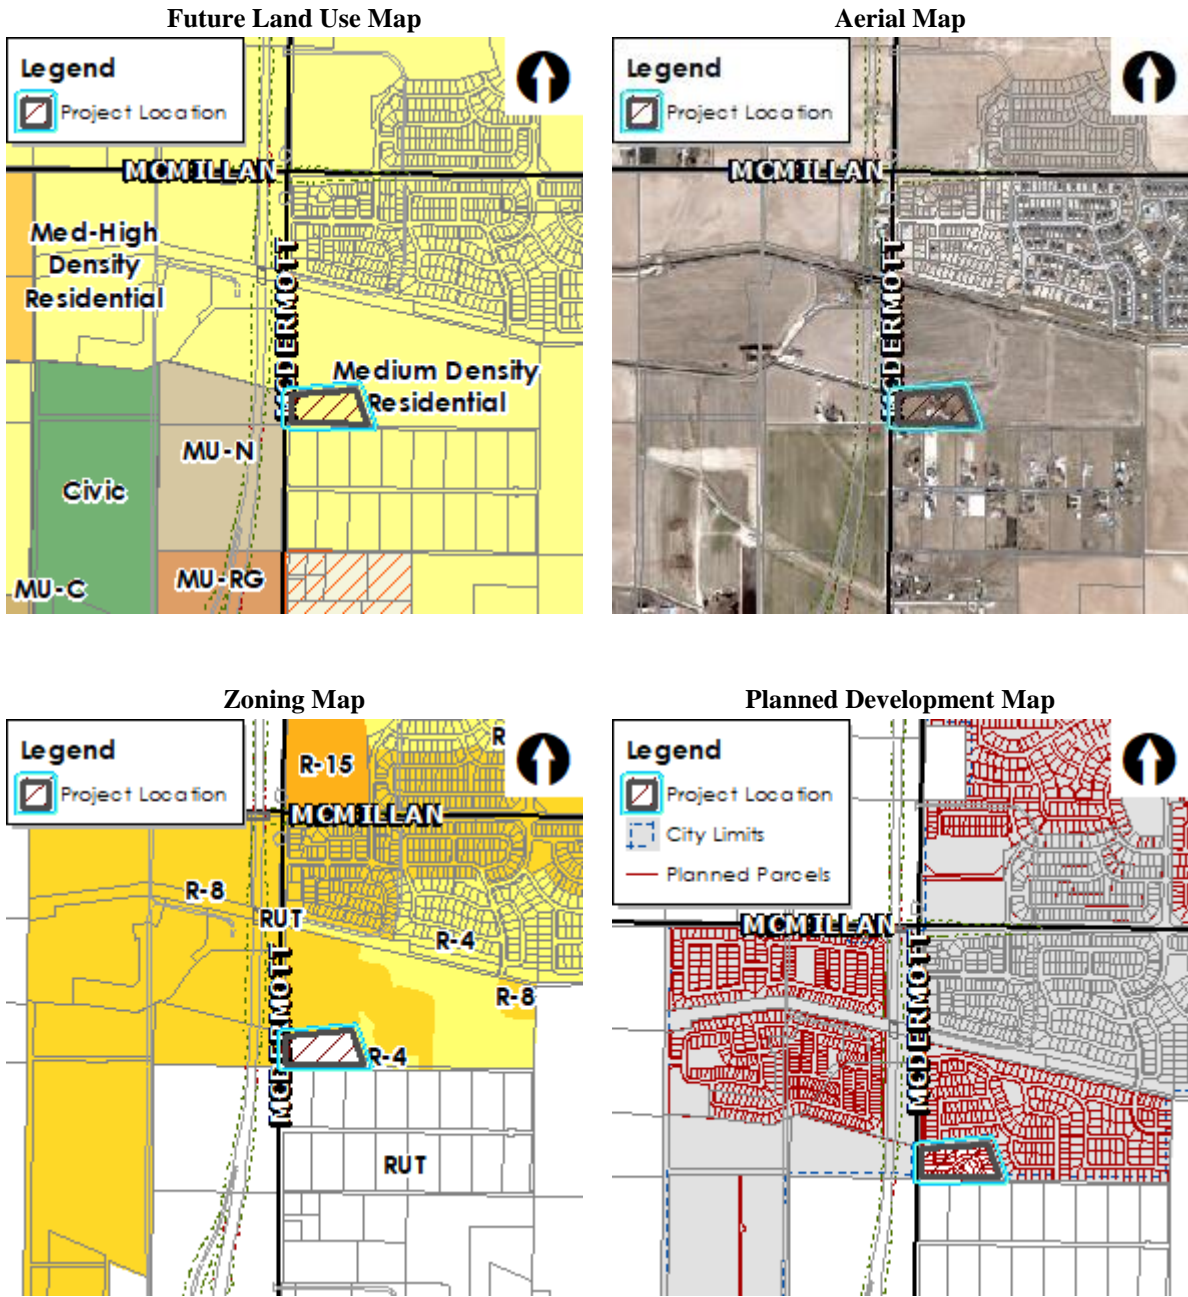 Future Land Use Map
Legend
Project Location
MCMILLAN
Med-High
Density
Residential
MCDERMOTT
Medium Density
Residential
MU-N
Civic
MU-C
MU-RG
Aerial Map
Legend
Project Location
MCMILLAN
MCDERMOTT
Zoning Map
Legend
Project Location
R-15
R
MCMILLAN
R-8
RUT
R-4
R-8
MCDERMOTT
R-4
RUT
Planned Development Map
Legend
Project Location
City Limits
Planned Parcels
MCMILLAN
MCDERMOTT